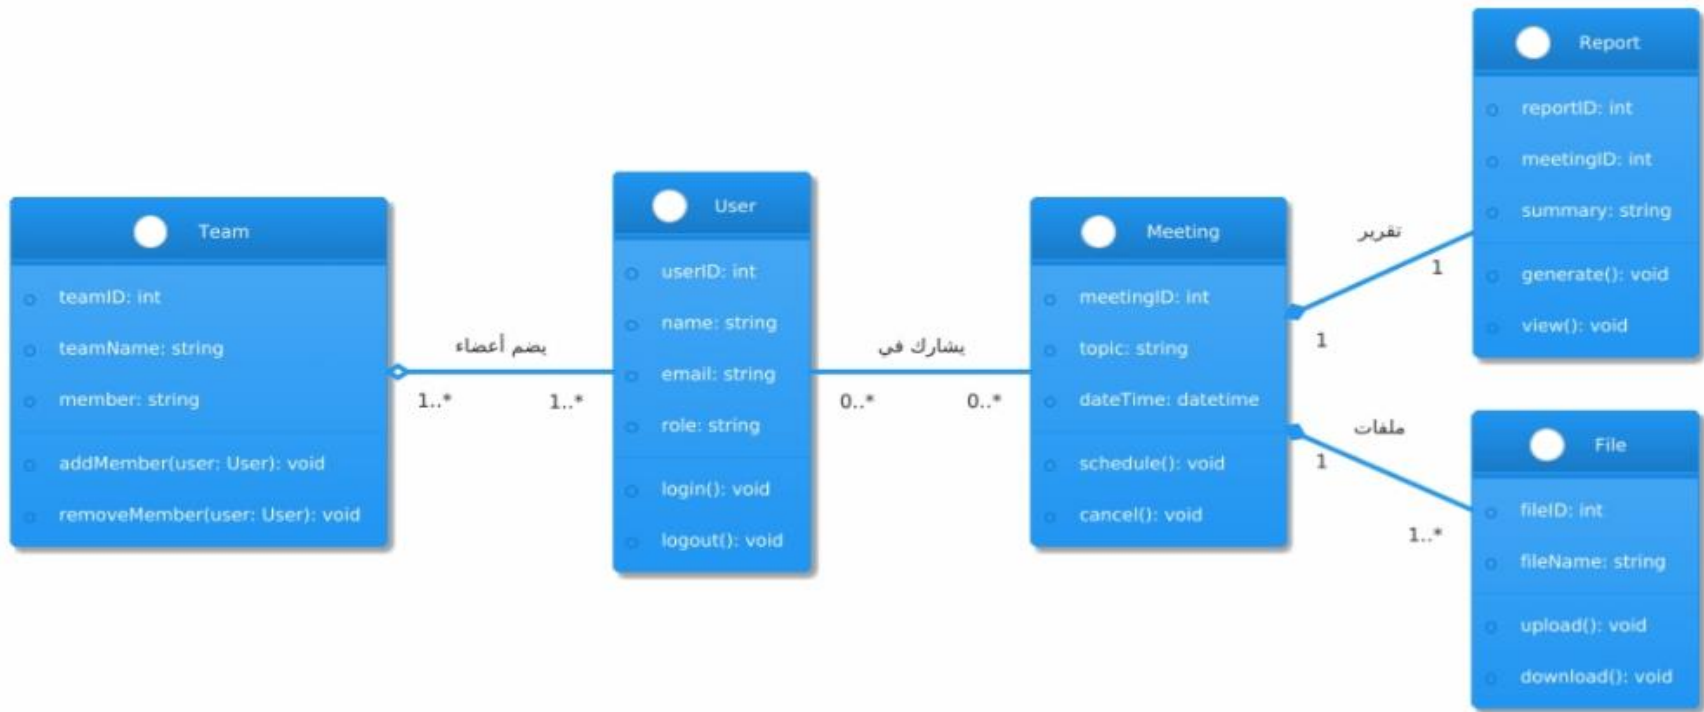 Team
teamID: int
teamName: string
member: string
addMember(user: User): void
removeMember(user: User): void
يضم أعضاء
1..*
1..*
User
userID: int
name: string
email: string
role: string
login(): void
logout(): void
يشارك في
0..*
0..*
Meeting
meetingID: int
topic: string
dateTime: datetime
schedule(): void
cancel(): void
تقرير
1
1
ملفات
1
1..*
Report
reportID: int
meetingID: int
summary: string
generate(): void
view(): void
File
fileID: int
fileName: string
upload(): void
download(): void